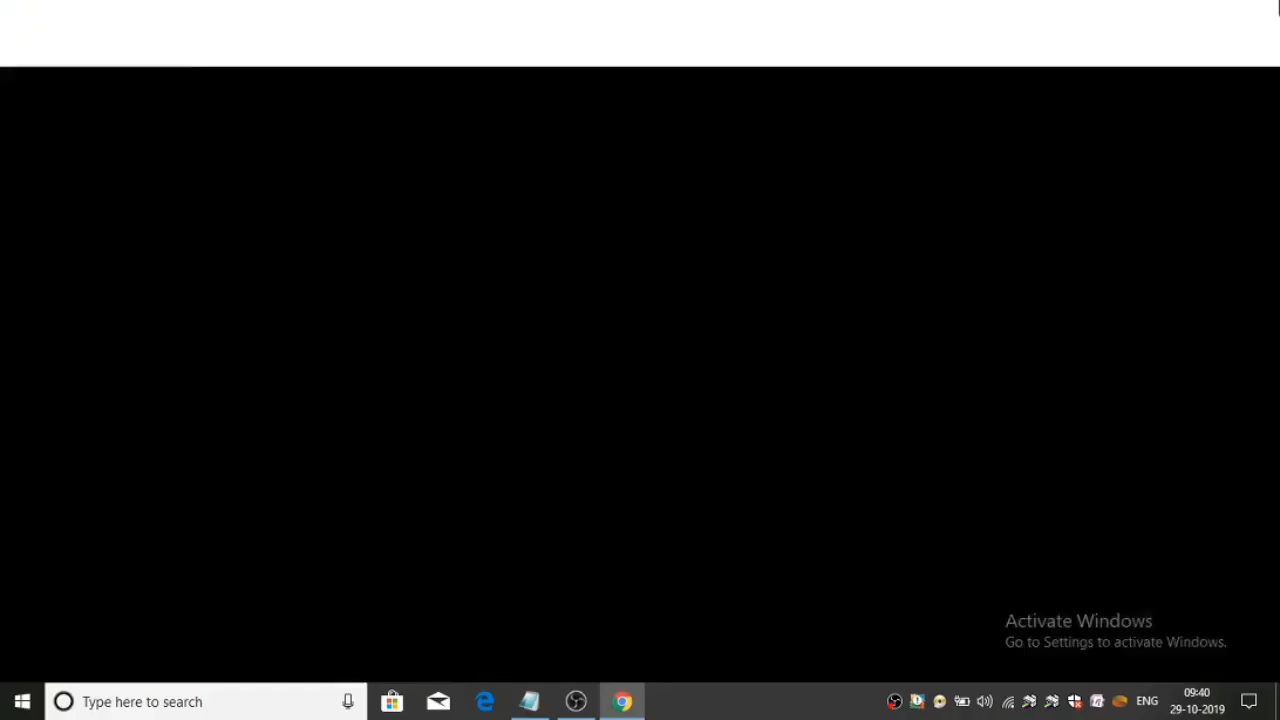 Activate Windows
Go to Settings to activate Windows.
Type here to search
ENG
09:40
29-10-2019